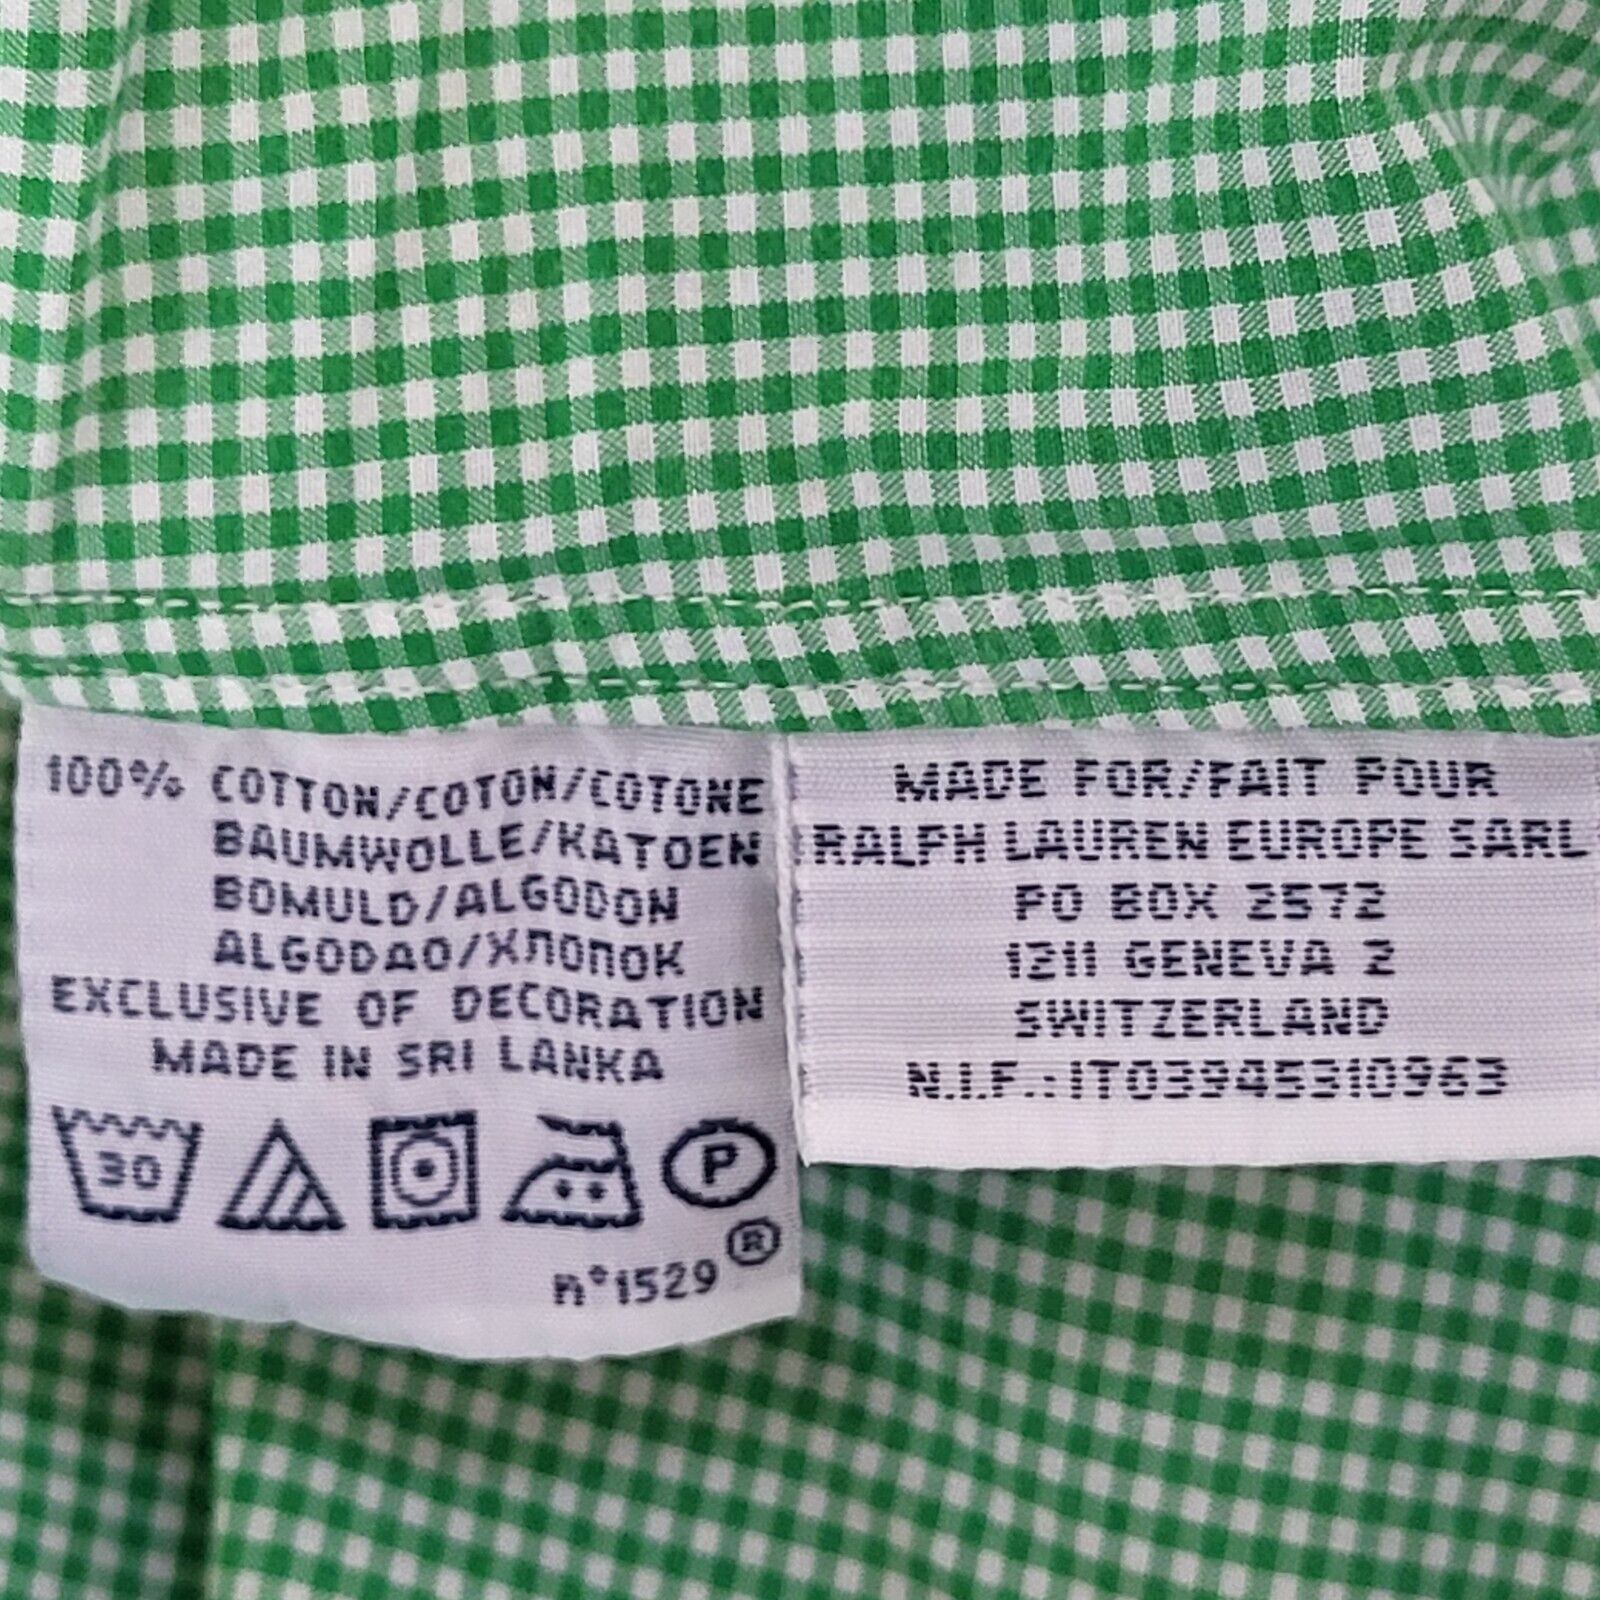 100% COTTON/COTON/COTONE
BAUMWOLLE/KATOEN
BOMULD/ALGODON
ALGODAO/ХЛОПОК
EXCLUSIVE OF DECORATION
MADE IN SRI LANKA
30
P
®
n°1529
MADE FOR/FAIT POUR
RALPH LAUREN EUROPE SARL
PO BOX 2572
1211 GENEVA 2
SWITZERLAND
N.I.F.:IT03945310963